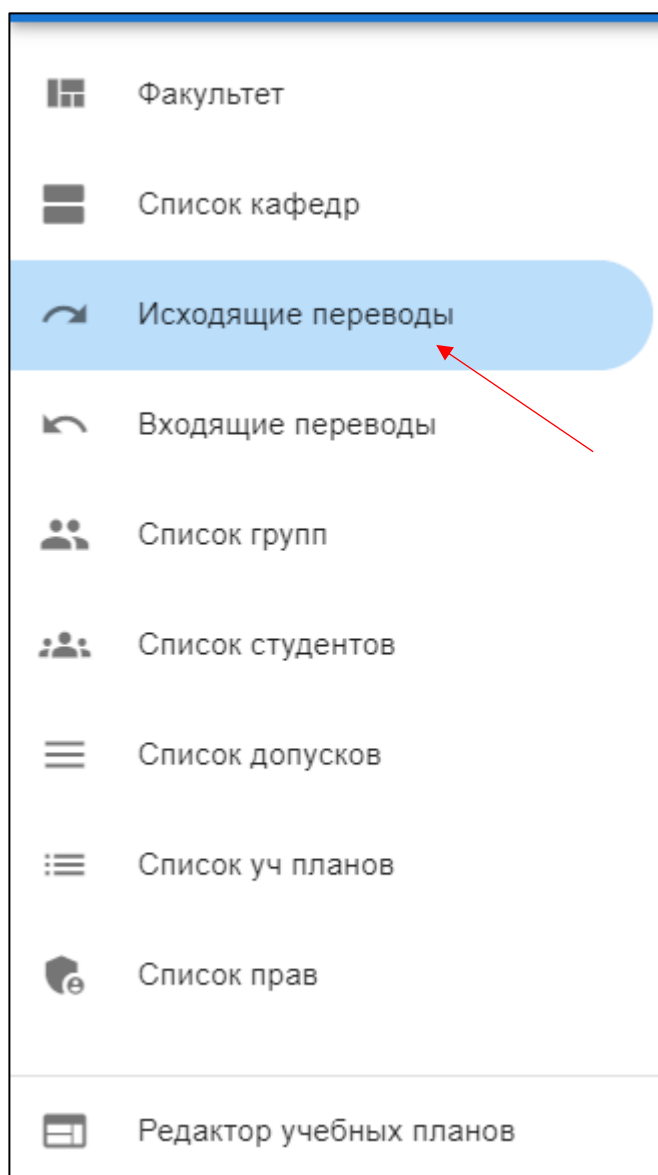 Факультет
Список кафедр
Исходящие переводы
Входящие переводы
Список групп
Список студентов
Список допусков
Список уч планов
Список прав
Редактор учебных планов